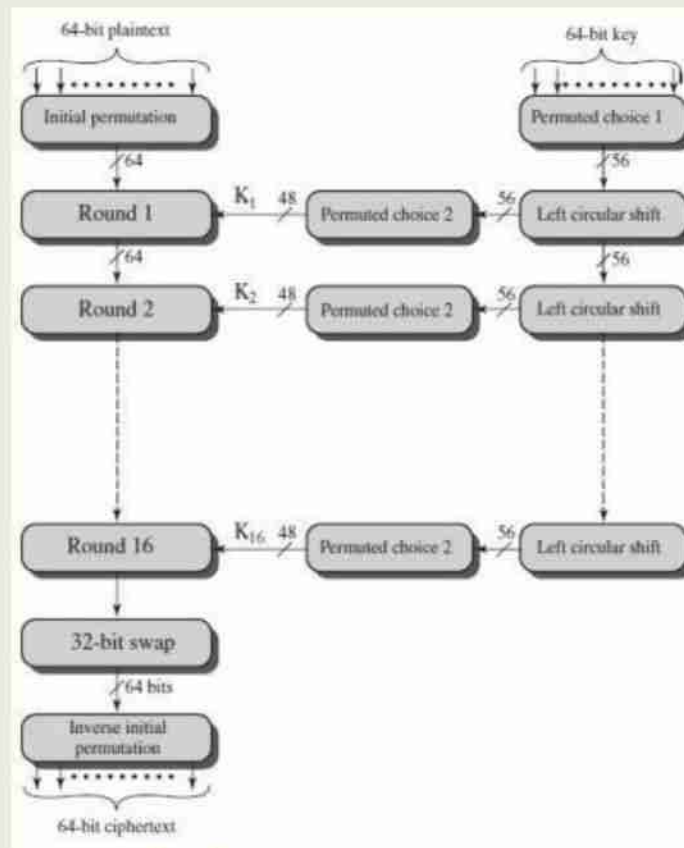 64-bit plaintext
64-bit key
Initial permutation
Permuted choice 1
64
56
Round 1
K1
48
Permuted choice 2
56
Left circular shift
64
56
Round 2
K2
48
Permuted choice 2
56
Left circular shift
Round 16
K16
48
Permuted choice 2
56
Left circular shift
32-bit swap
64 bits
Inverse initial
permutation
64-bit ciphertext